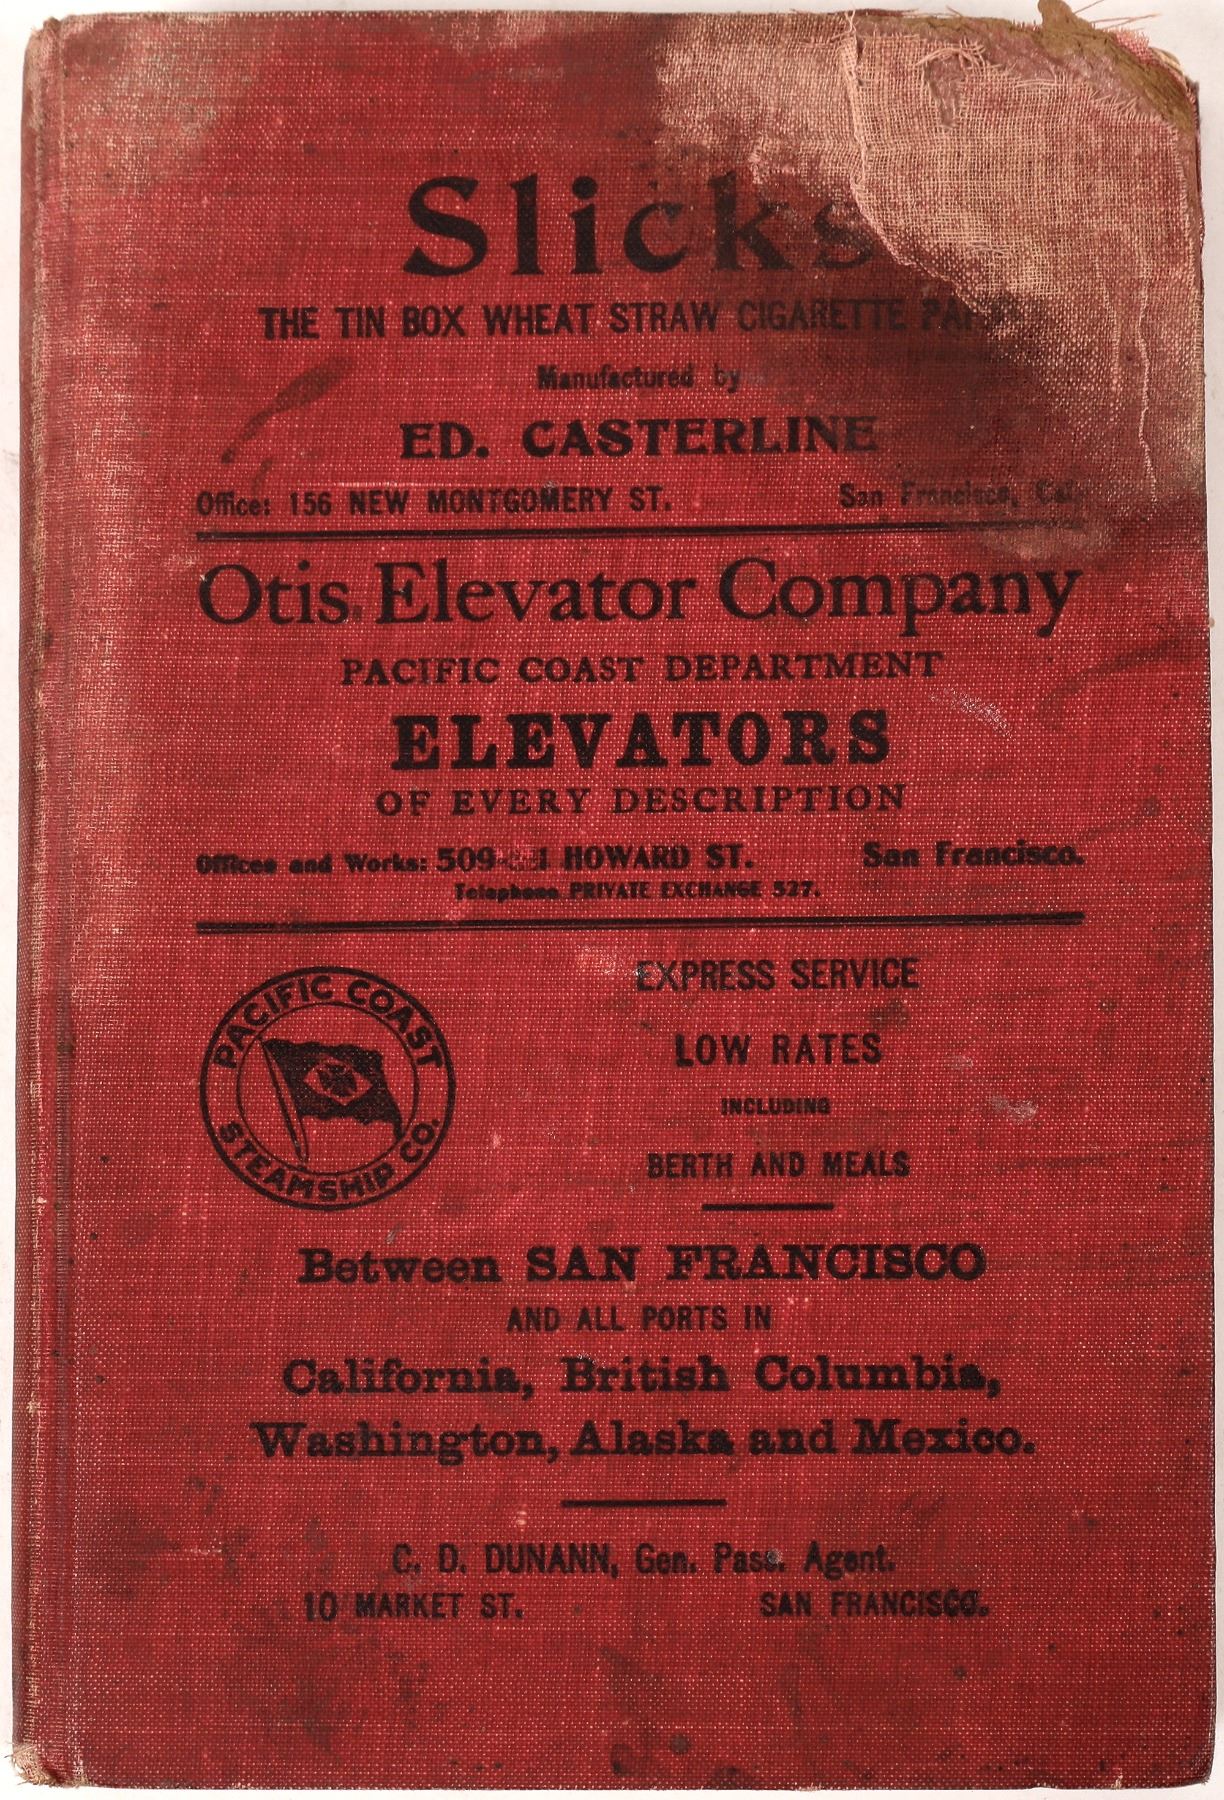 Slicks
THE TIN BOX WHEAT STRAW CIGARETTE
Manufactured by
ED. CASTERLINE
Office: 156 NEW MONTGOMERY ST. San Francisco, Cal.
Otis Elevator Company
PACIFIC COAST DEPARTMENT
ELEVATORS
OF EVERY DESCRIPTION
Offices and Works: HOWARD ST. San Francisco.
Telephone PRIVATE EXCHANGE 527.
PACIFIC COAST
STEAMSHIP CO.
EXPRESS SERVICE
LOW RATES
INCLUDING
BERTH AND MEALS
Between SAN FRANCISCO
AND ALL PORTS IN
California, British Columbia,
Washington, Alaska and Mexico.
C. D. DUNANN, Gen. Pass. Agent.
10 MARKET ST. SAN FRANCISCO.